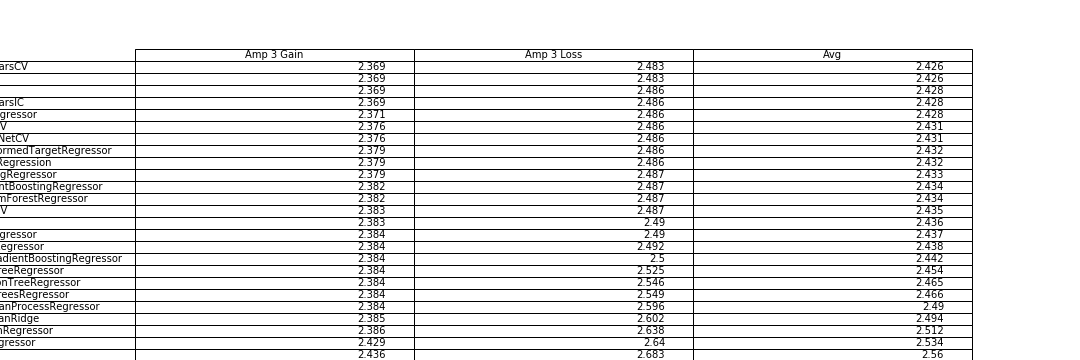 Amp 3 Gain Amp 3 Loss Avg
arsCV 2.369 2.483 2.426
2.369 2.483 2.426
2.369 2.486 2.428
arsIC 2.369 2.486 2.428
gressor 2.371 2.486 2.428
V 2.376 2.486 2.431
NetCV 2.376 2.486 2.431
ormedTargetRegressor 2.379 2.486 2.432
Regression 2.379 2.486 2.432
gRegressor 2.379 2.487 2.433
ntBoostingRegressor 2.382 2.487 2.434
mForestRegressor 2.382 2.487 2.434
V 2.383 2.487 2.435
2.383 2.49 2.436
gressor 2.384 2.49 2.437
egressor 2.384 2.492 2.438
adientBoostingRegressor 2.384 2.5 2.442
reeRegressor 2.384 2.525 2.454
onTreeRegressor 2.384 2.546 2.465
reesRegressor 2.384 2.549 2.466
anProcessRegressor 2.384 2.596 2.49
anRidge 2.385 2.602 2.494
nRegressor 2.386 2.638 2.512
gressor 2.429 2.64 2.534
2.436 2.683 2.56